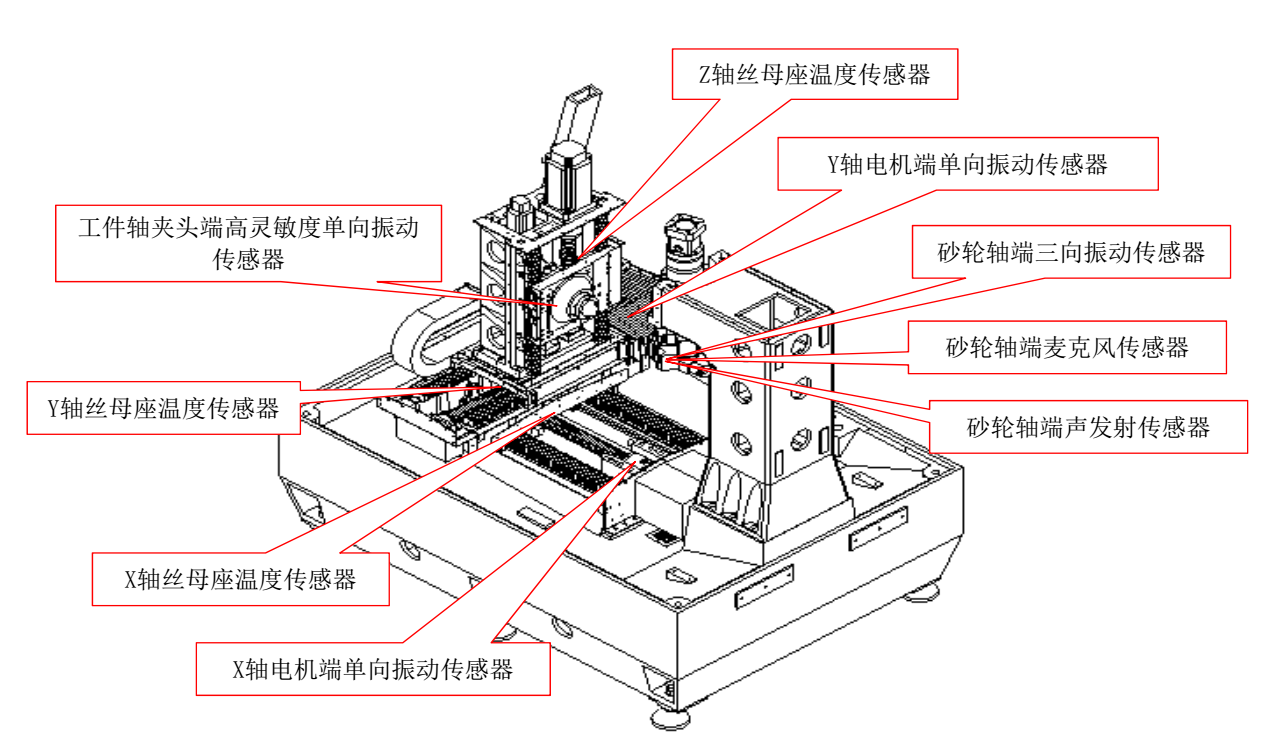 Z轴丝母座温度传感器
Y轴电机端单向振动传感器
工件轴夹头端高灵敏度单向振动
传感器
砂轮轴端三向振动传感器
砂轮轴端麦克风传感器
Y轴丝母座温度传感器
砂轮轴端声发射传感器
X轴丝母座温度传感器
X轴电机端单向振动传感器